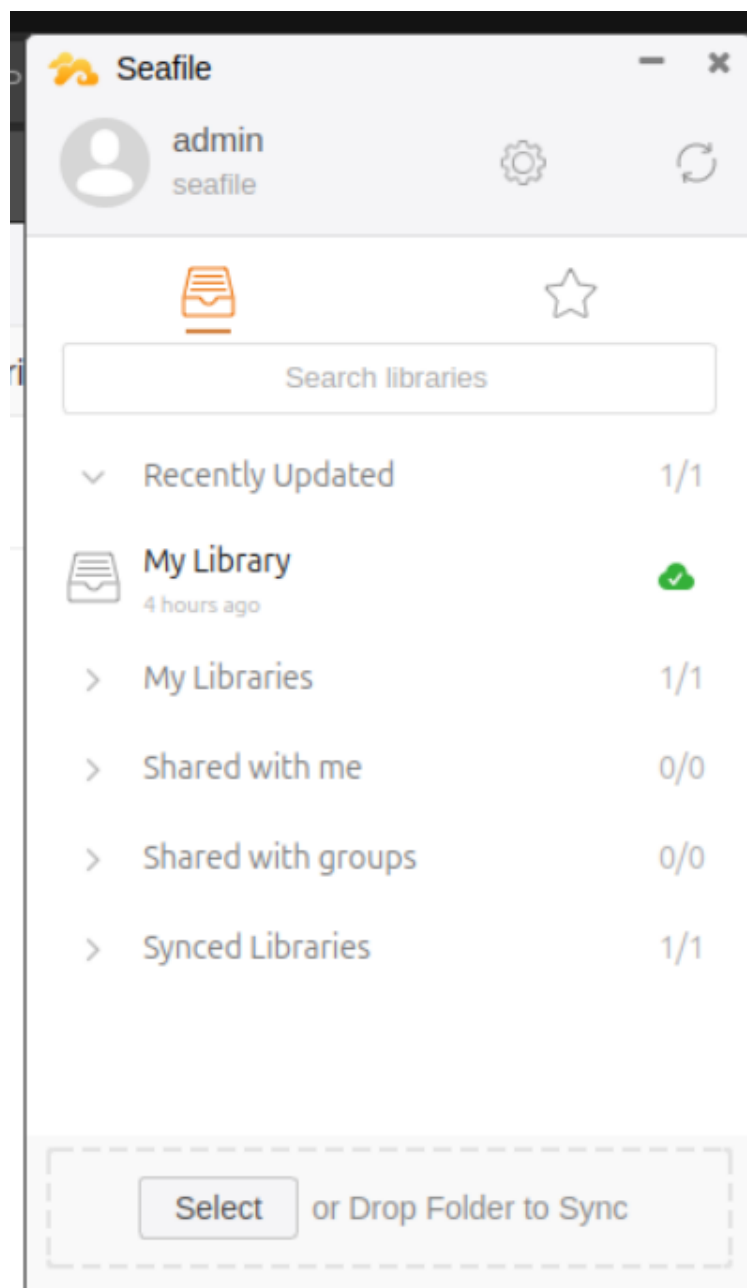 Seafile
admin
seafile
Search libraries
Recently Updated 1/1
My Library
4 hours ago
My Libraries 1/1
Shared with me 0/0
Shared with groups 0/0
Synced Libraries 1/1
Select or Drop Folder to Sync